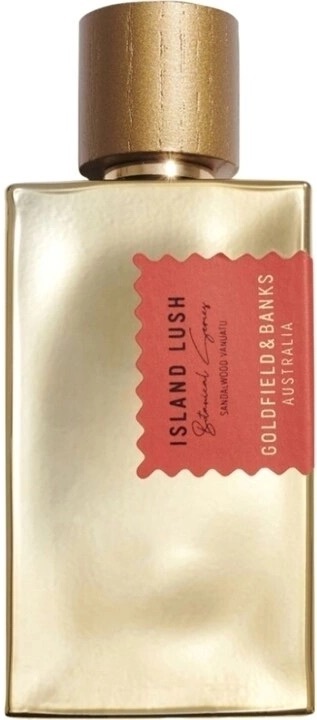 ISLAND LUSH
Botanical Series
SANDALWOOD VANUATU
GOLDFIELD & BANKS
AUSTRALIA